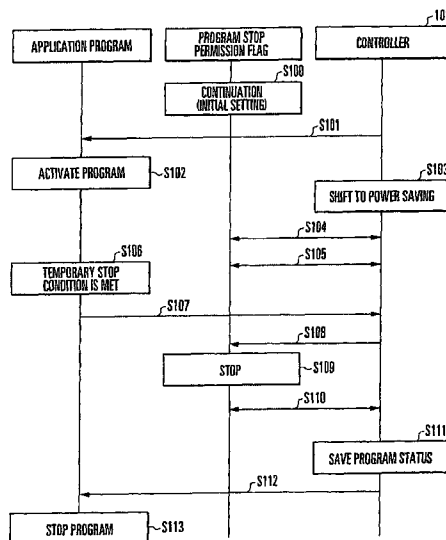 10
APPLICATION PROGRAM
PROGRAM STOP
PERMISSION FLAG
CONTROLLER
S100
CONTINUATION
(INITIAL SETTING)
S101
ACTIVATE PROGRAM
S102
S103
SHIFT TO POWER SAVING
S104
S105
S106
TEMPORARY STOP
CONDITION IS MET
S107
S108
STOP
S109
S110
S111
SAVE PROGRAM STATUS
S112
STOP PROGRAM
S113